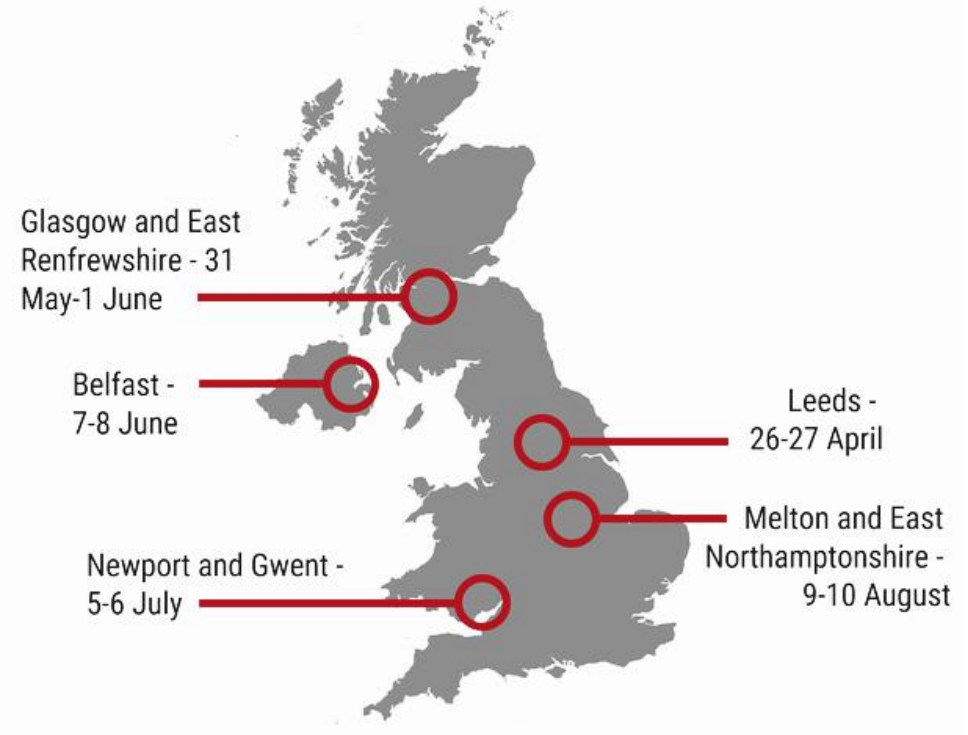 Glasgow and East
Renfrewshire - 31
May-1 June
Belfast -
7-8 June
Leeds -
26-27 April
Melton and East
Northamptonshire -
9-10 August
Newport and Gwent -
5-6 July